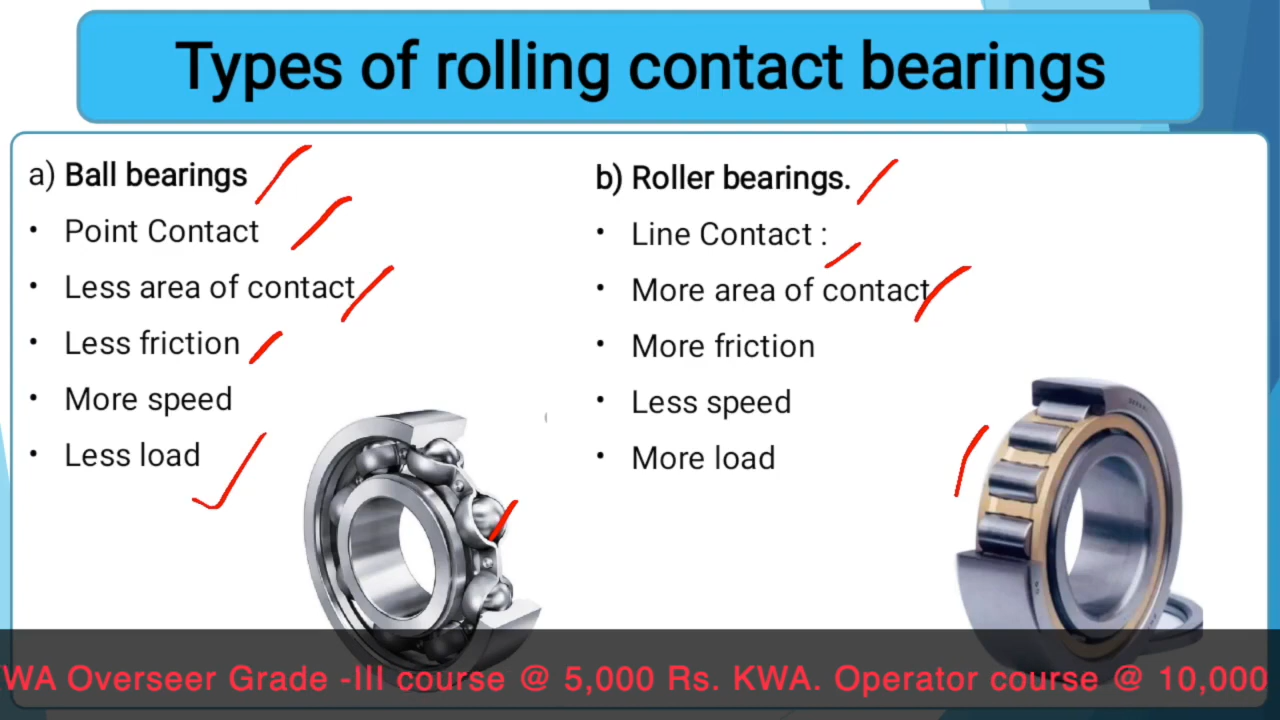 Types of rolling contact bearings
a) Ball bearings
• Point Contact
• Less area of contact
• Less friction
• More speed
• Less load
b) Roller bearings.
• Line Contact :
• More area of contact
• More friction
• Less speed
• More load
WA Overseer Grade -III course @ 5,000 Rs. KWA. Operator course @ 10,000